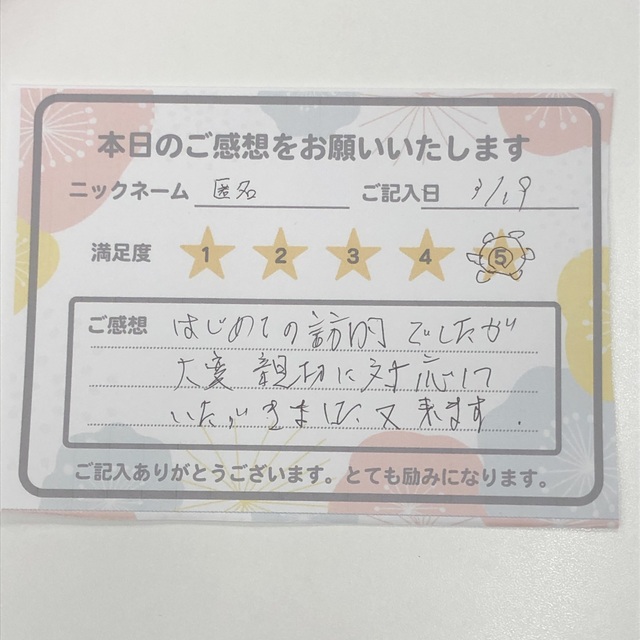 本日のご感想をお願いいたします
ニックネーム 匿名 ご記入日 3/19
満足度 1 2 3 4 5
ご感想 はじめての訪的でしたが
大変親切に対応して
いただきました又来ます.
ご記入ありがとうございます。とても励みになります。